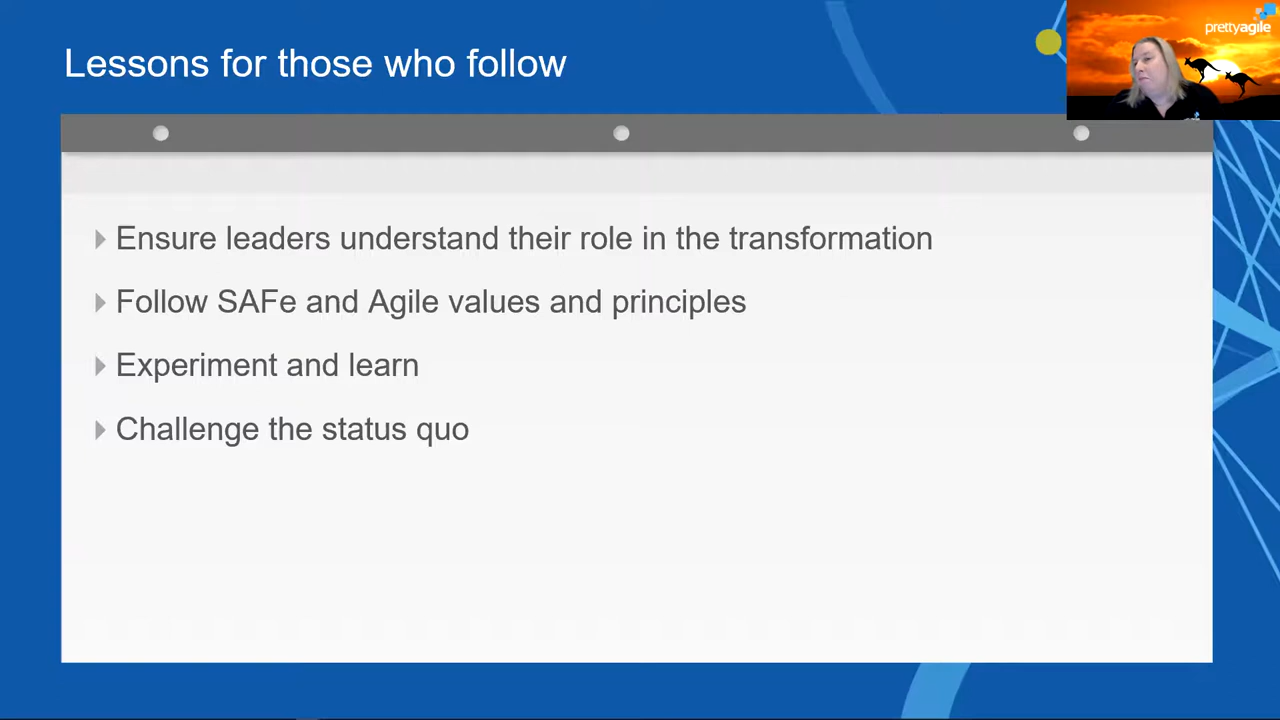 prettyagile
Lessons for those who follow
Ensure leaders understand their role in the transformation
Follow SAFe and Agile values and principles
Experiment and learn
Challenge the status quo